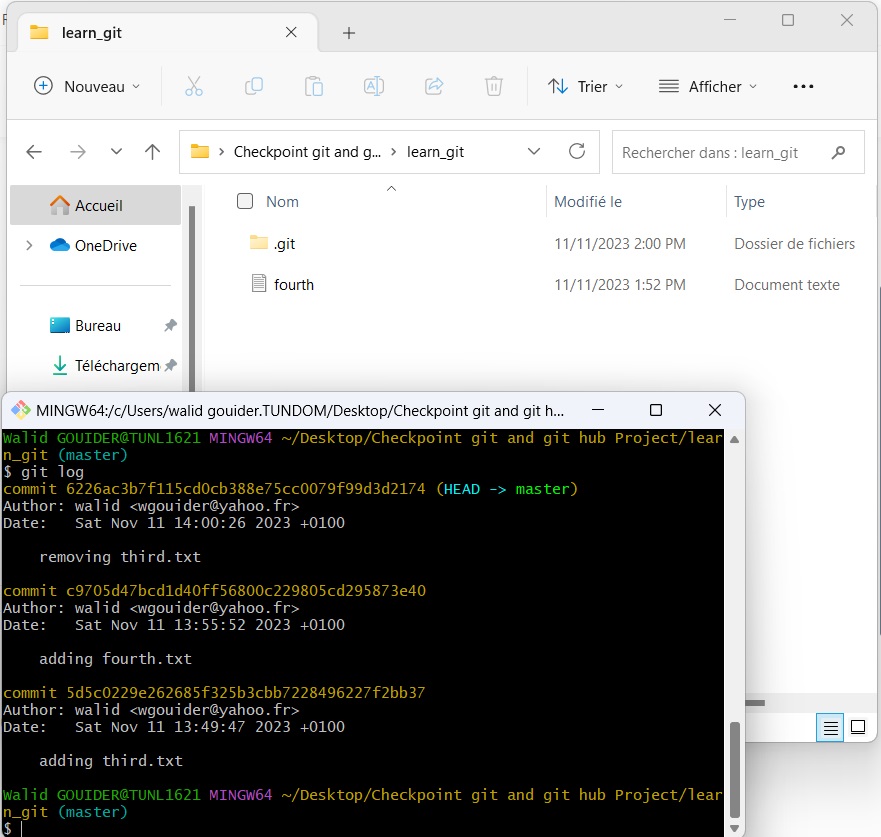 learn_git
Nouveau
Trier
Afficher
Checkpoint git and g... > learn_git
Rechercher dans : learn_git
Accueil
OneDrive
Bureau
Téléchargem
Nom Modifié le Type
.git 11/11/2023 2:00 PM Dossier de fichiers
fourth 11/11/2023 1:52 PM Document texte
MINGW64:/c/Users/walid gouider.TUNDOM/Desktop/Checkpoint git and git h...
Walid GOUIDER@TUNL1621 MINGW64 ~/Desktop/Checkpoint git and git hub Project/lear
n_git (master)
$ git log
commit 6226ac3b7f115cd0cb388e75cc0079f99d3d2174 (HEAD -> master)
Author: walid <wgouider@yahoo.fr>
Date:   Sat Nov 11 14:00:26 2023 +0100
removing third.txt
commit c9705d47bcd1d40ff56800c229805cd295873e40
Author: walid <wgouider@yahoo.fr>
Date:   Sat Nov 11 13:55:52 2023 +0100
adding fourth.txt
commit 5d5c0229e262685f325b3cbb7228496227f2bb37
Author: walid <wgouider@yahoo.fr>
Date:   Sat Nov 11 13:49:47 2023 +0100
adding third.txt
Walid GOUIDER@TUNL1621 MINGW64 ~/Desktop/Checkpoint git and git hub Project/lear
n_git (master)
$